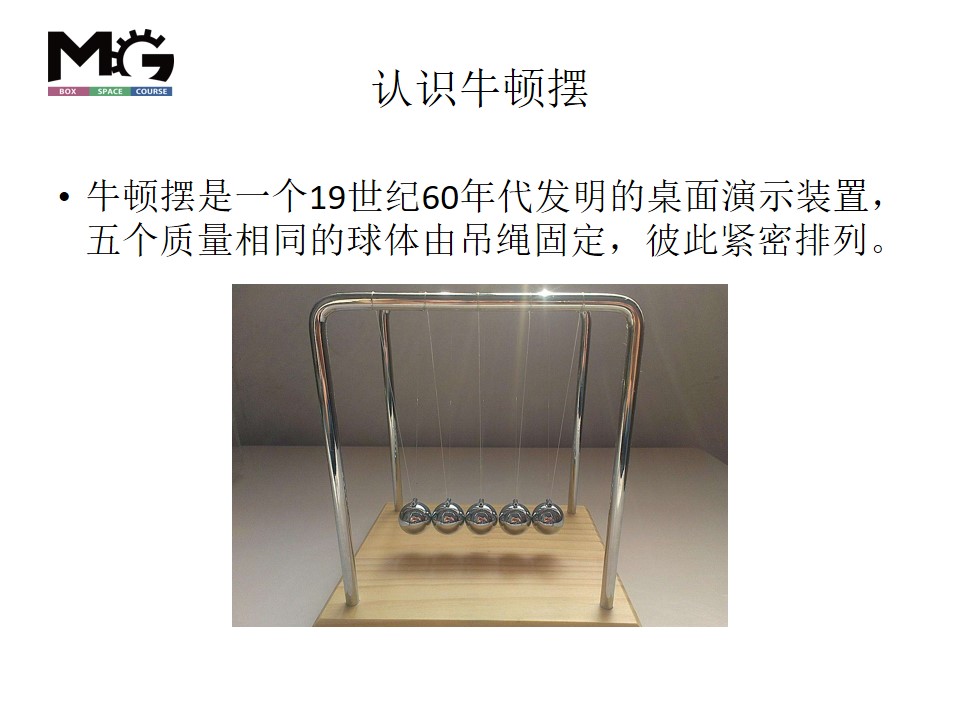 MG
BOX SPACE COURSE
认识牛顿摆
• 牛顿摆是一个19世纪60年代发明的桌面演示装置，
五个质量相同的球体由吊绳固定，彼此紧密排列。